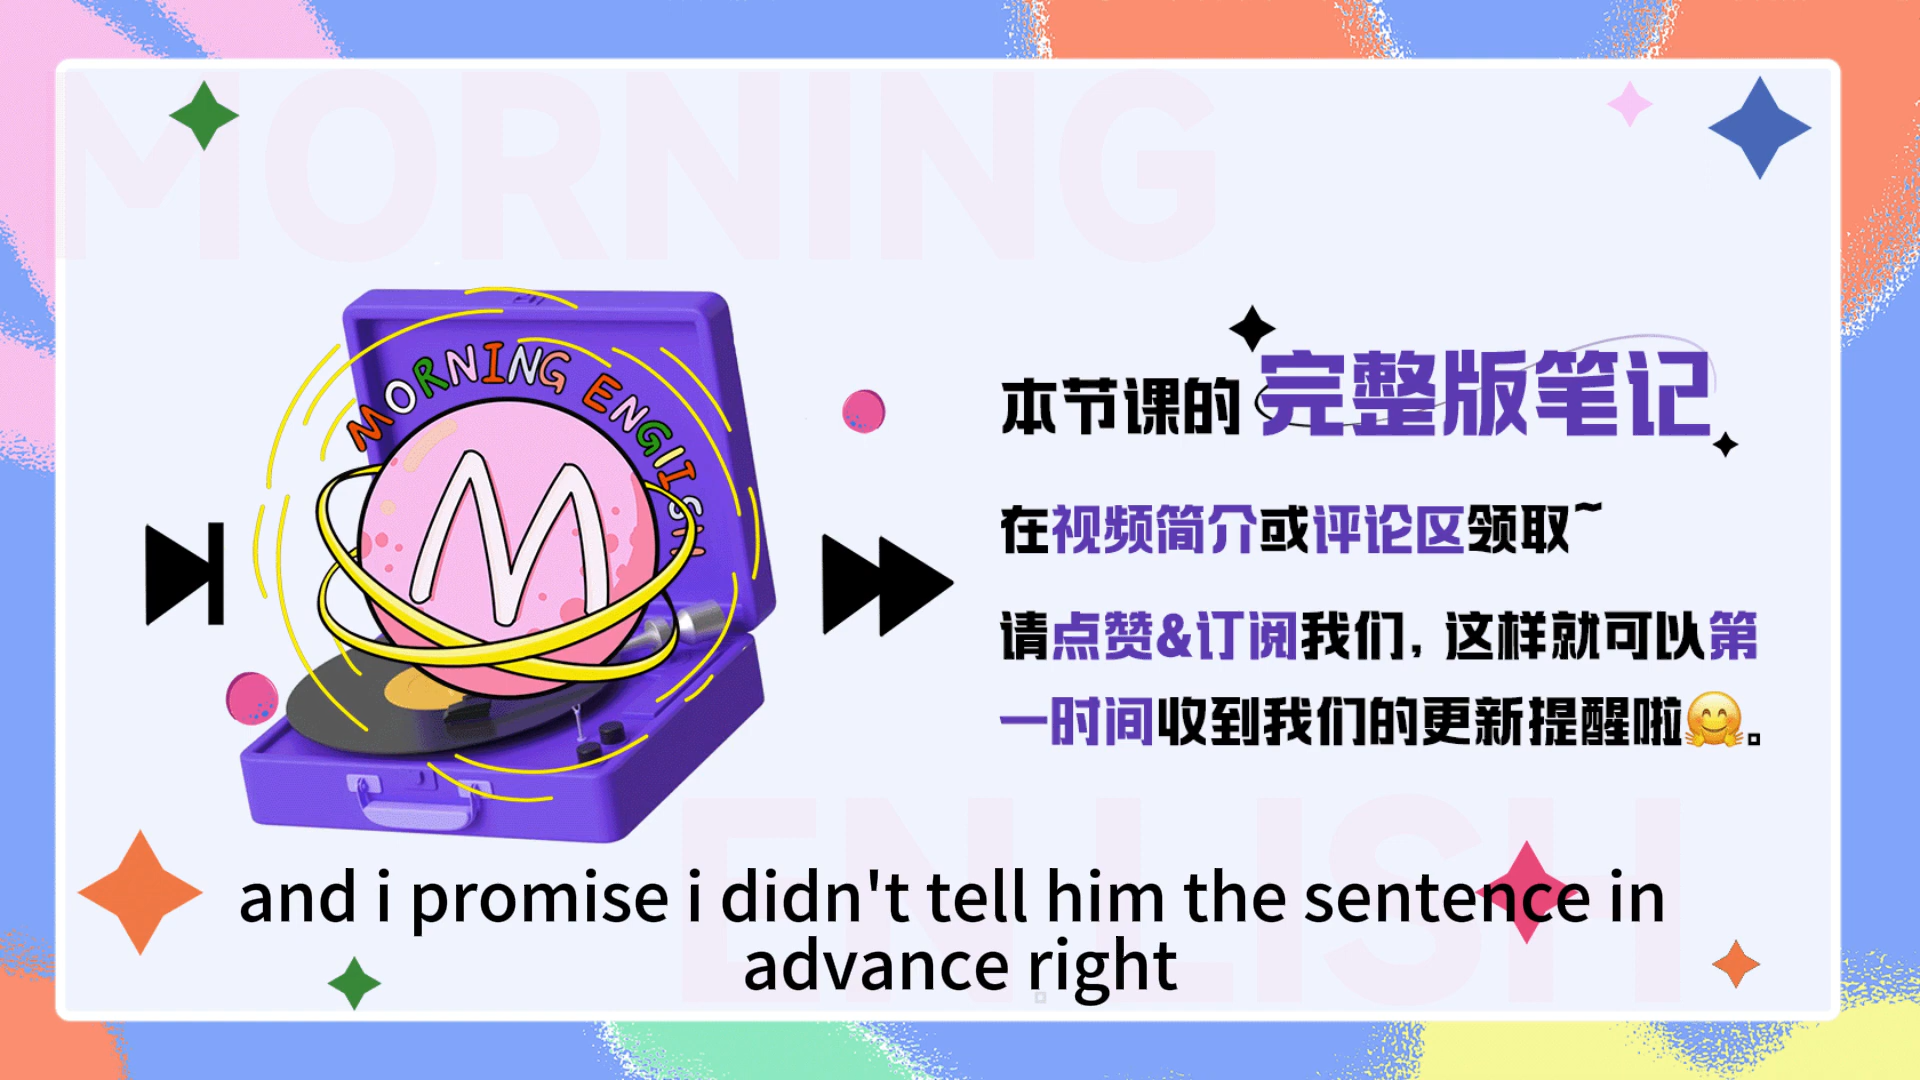 MORNING
MORNING ENGLISH
M
本节课的完整版笔记
在视频简介或评论区领取~
请点赞&订阅我们，这样就可以第
一时间收到我们的更新提醒啦🤗。
and i promise i didn't tell him the sentence in
advance right